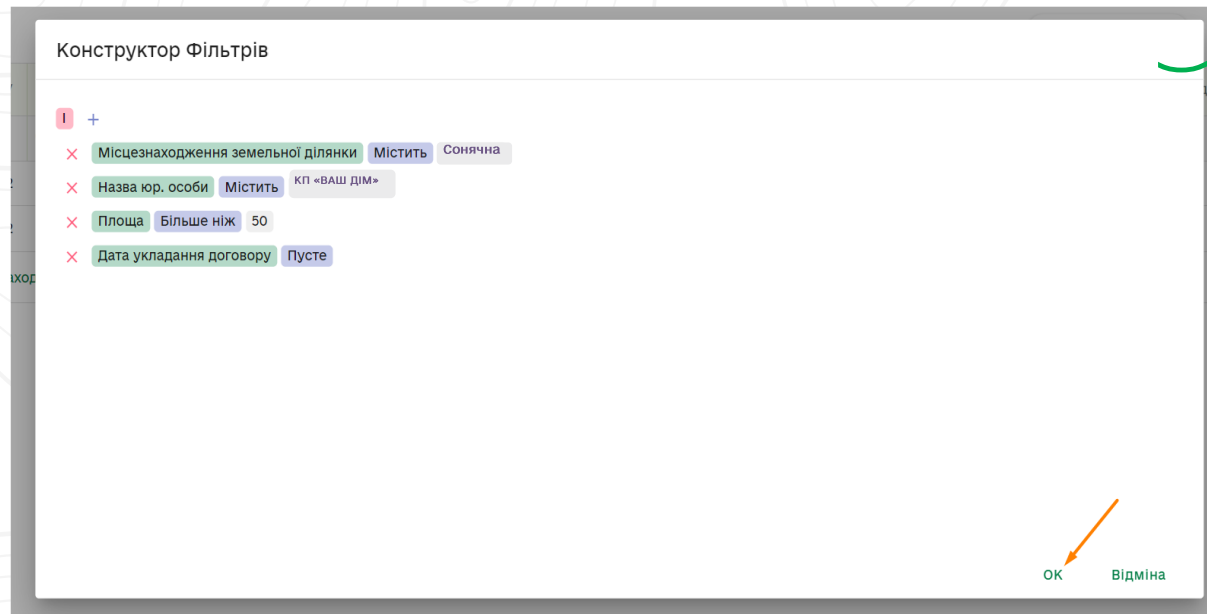 Конструктор Фільтрів
І +
Місцезнаходження земельної ділянки Містить Сонячна
Назва юр. особи Містить КП «ВАШ ДІМ»
Площа Більше ніж 50
Дата укладання договору Пусте
ОК Відміна